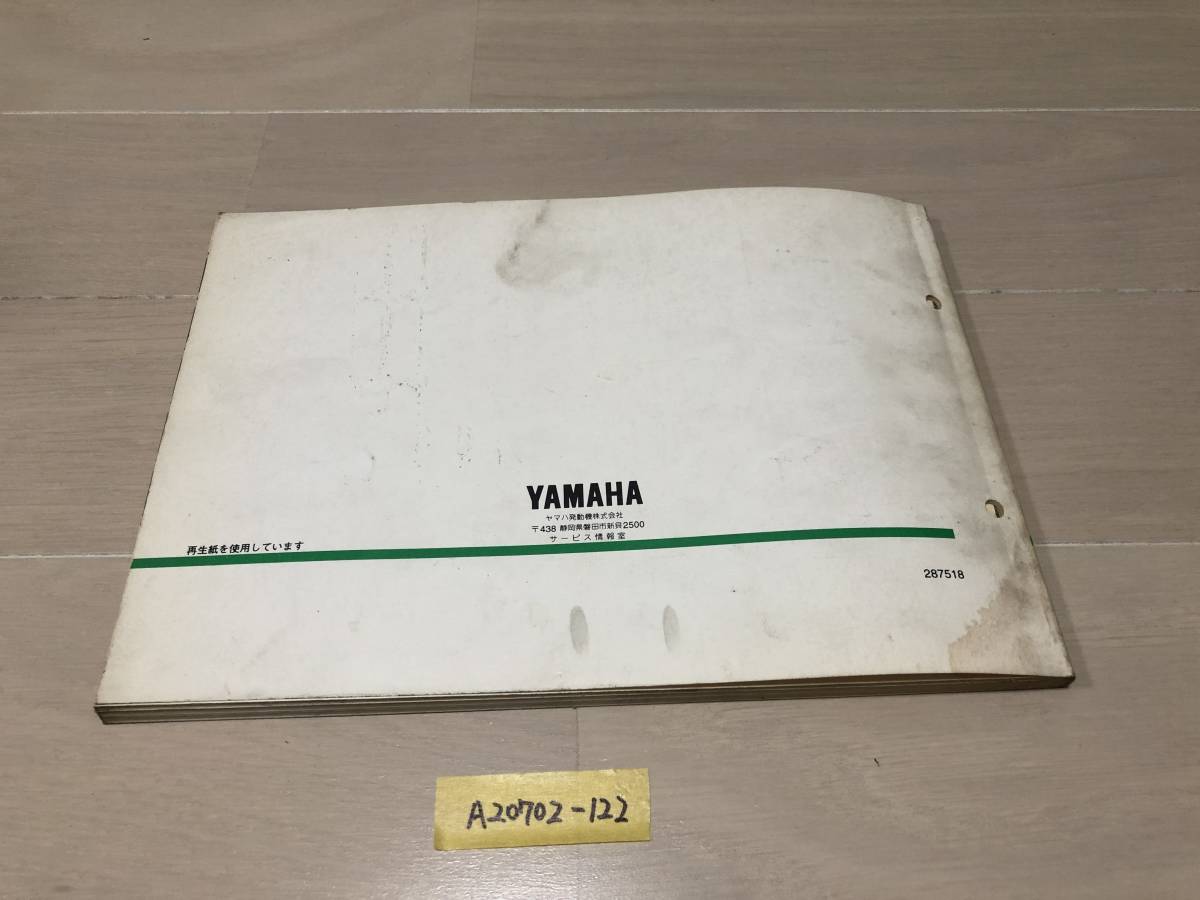 YAMAHA
ヤマハ発動機株式会社
〒438 静岡県磐田市新貝2500
サービス情報室
再生紙を使用しています
287518
A20702-122